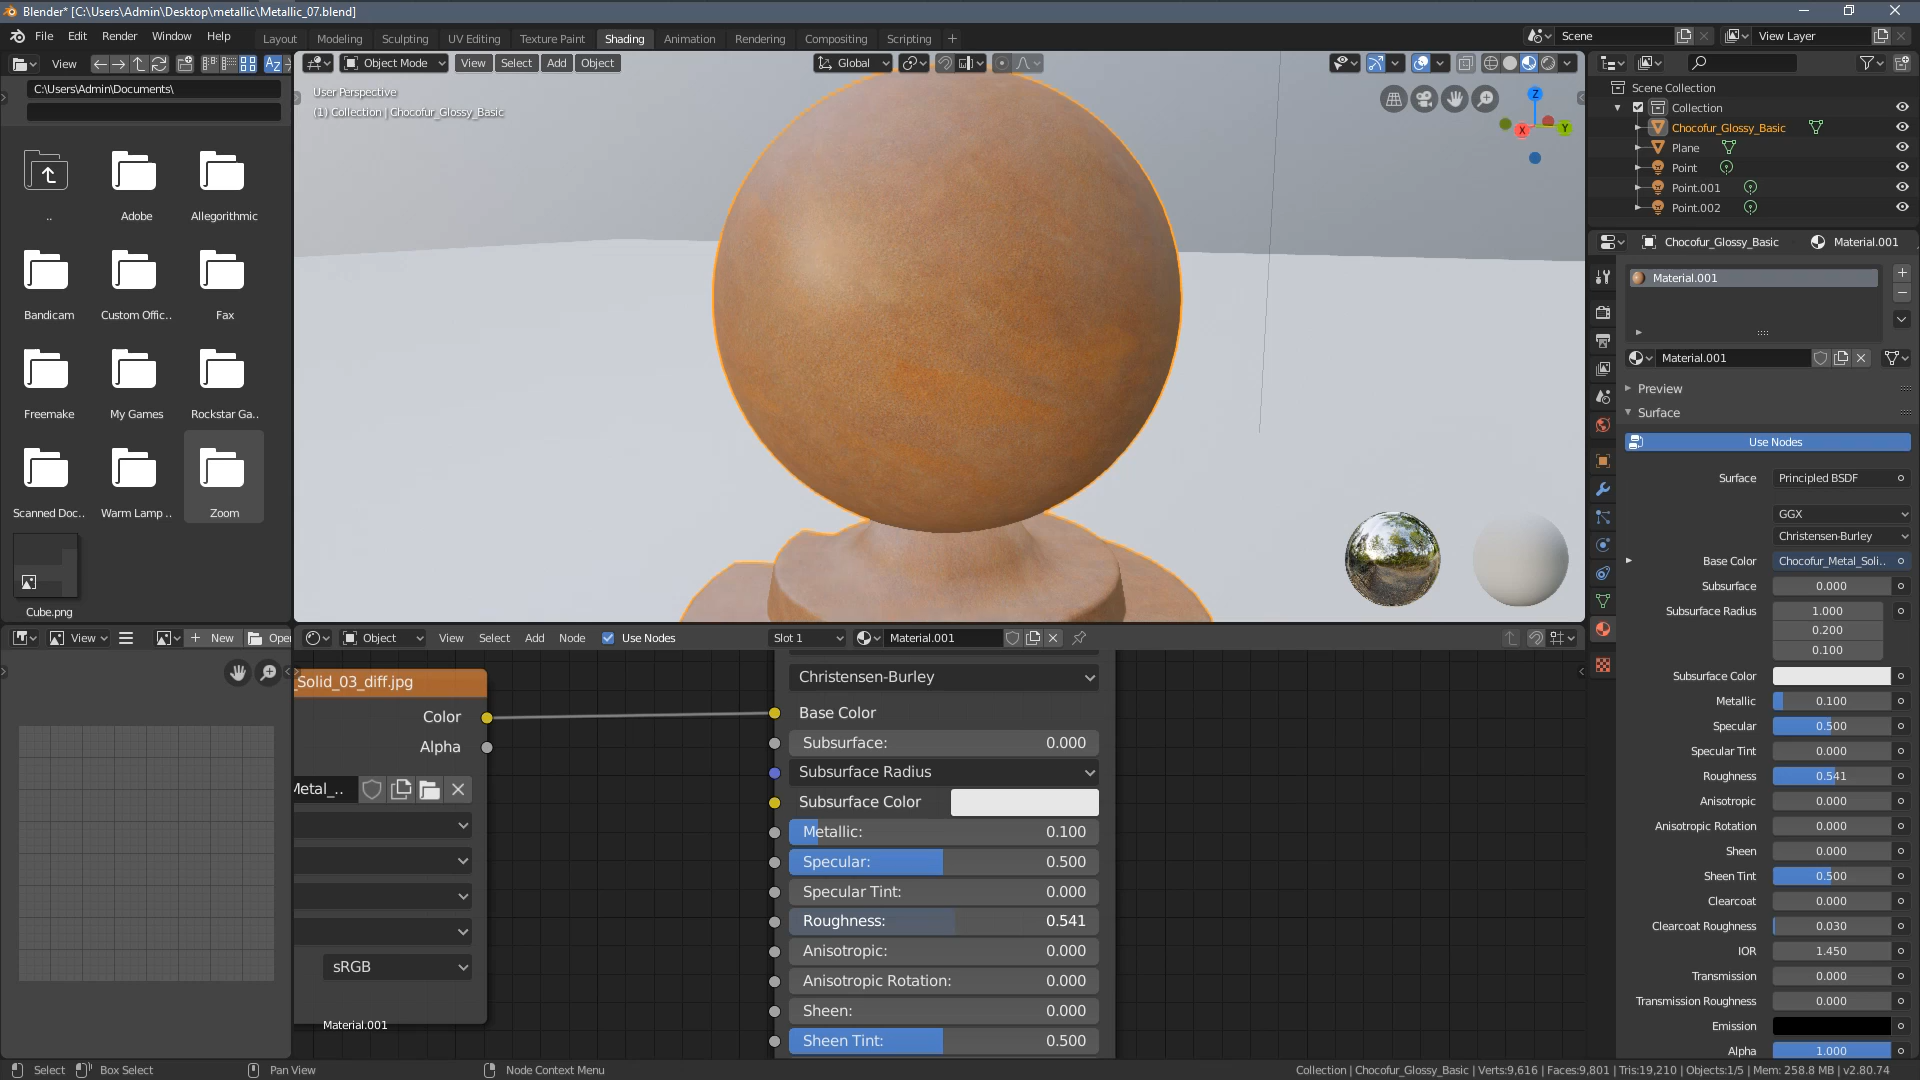 Blender* [C:\Users\Admin\Desktop\metallic\Metallic_07.blend]
File Edit Render Window Help
Layout Modeling Sculpting UV Editing Texture Paint Shading Animation Rendering Compositing Scripting
Scene
View Layer
View
C:\Users\Admin\Documents\
..
Adobe
Allegorithmic
Bandicam
Custom Offic..
Fax
Freemake
My Games
Rockstar Ga..
Scanned Doc...
Warm Lamp ..
Zoom
Cube.png
Object Mode View Select Add Object
Global
User Perspective
(1) Collection | Chocofur_Glossy_Basic
Z
X
Y
Scene Collection
Collection
Chocofur_Glossy_Basic
Plane
Point
Point.001
Point.002
Chocofur_Glossy_Basic Material.001
Material.001
Material.001
Preview
Surface
Use Nodes
Surface Principled BSDF
GGX
Christensen-Burley
Base Color Chocofur_Metal_Soli..
Subsurface 0.000
Subsurface Radius 1.000
0.200
0.100
Subsurface Color
Metallic 0.100
Specular 0.500
Specular Tint 0.000
Roughness 0.541
Anisotropic 0.000
Anisotropic Rotation 0.000
Sheen 0.000
Sheen Tint 0.500
Clearcoat 0.000
Clearcoat Roughness 0.030
IOR 1.450
Transmission 0.000
Transmission Roughness 0.000
Emission
Alpha 1.000
View New Oper
Object View Select Add Node Use Nodes Slot 1 Material.001
_Solid_03_diff.jpg
Color
Alpha
Metal_..
sRGB
Material.001
Christensen-Burley
Base Color
Subsurface: 0.000
Subsurface Radius
Subsurface Color
Metallic: 0.100
Specular: 0.500
Specular Tint: 0.000
Roughness: 0.541
Anisotropic: 0.000
Anisotropic Rotation: 0.000
Sheen: 0.000
Sheen Tint: 0.500
Select Box Select Pan View Node Context Menu
Collection | Chocofur_Glossy_Basic | Verts:9,616 | Faces:9,801 | Tris:19,210 | Objects:1/5 | Mem: 258.8 MB | v2.80.74